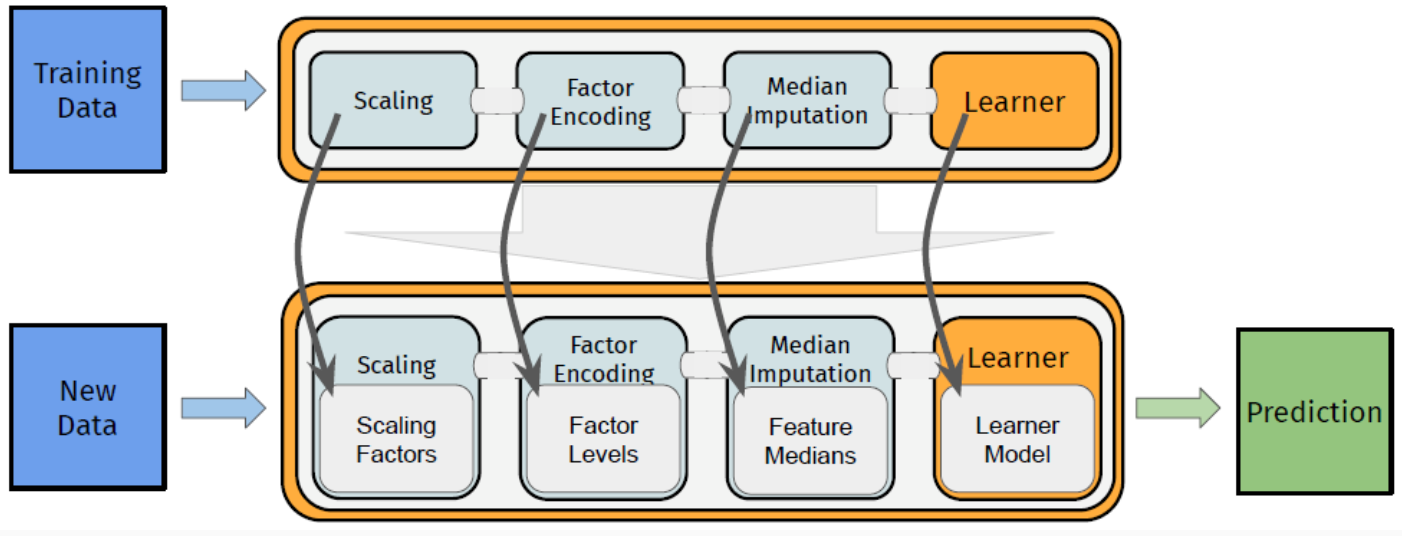 Training
Data
Scaling
Factor
Encoding
Median
Imputation
Learner
New
Data
Scaling
Scaling
Factors
Factor
Encoding
Factor
Levels
Median
Imputation
Feature
Medians
Learner
Learner
Model
Prediction